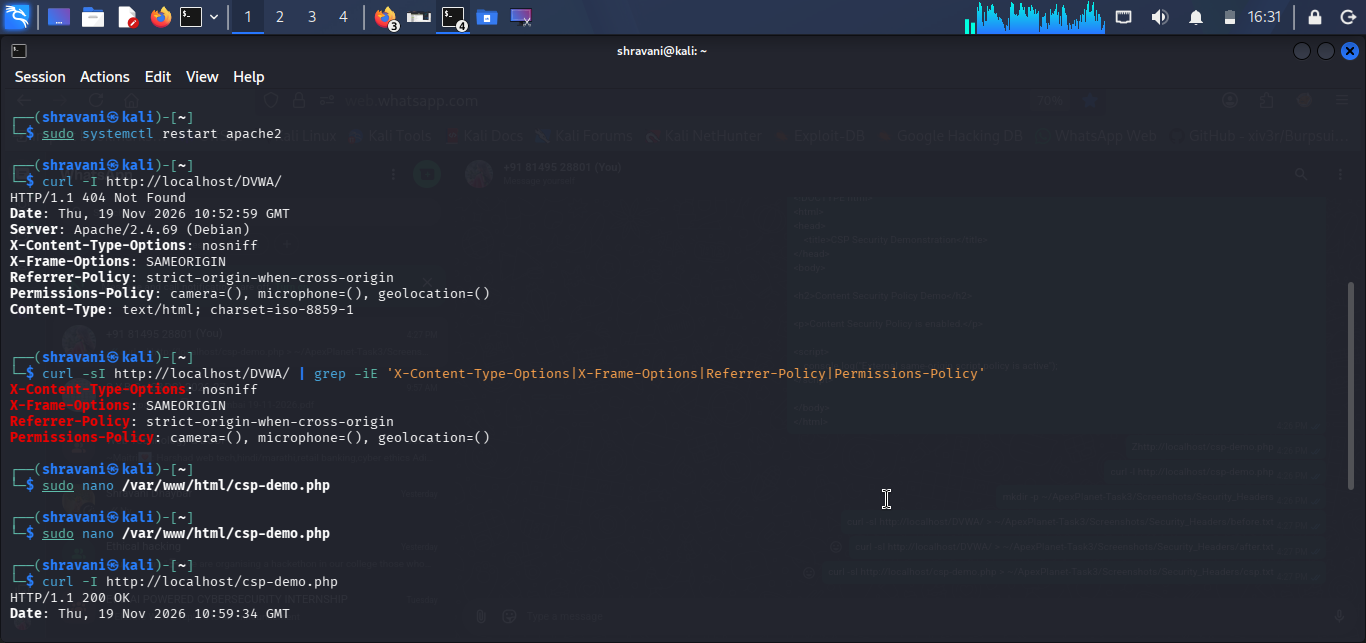 1 2 3 4 3 4 16:31
shravani@kali: ~
Session Actions Edit View Help
┌──(shravani㉿kali)-[~]
└─$ sudo systemctl restart apache2
┌──(shravani㉿kali)-[~]
└─$ curl -I http://localhost/DVWA/
HTTP/1.1 404 Not Found
Date: Thu, 19 Nov 2026 10:52:59 GMT
Server: Apache/2.4.69 (Debian)
X-Content-Type-Options: nosniff
X-Frame-Options: SAMEORIGIN
Referrer-Policy: strict-origin-when-cross-origin
Permissions-Policy: camera=(), microphone=(), geolocation=()
Content-Type: text/html; charset=iso-8859-1
┌──(shravani㉿kali)-[~]
└─$ curl -sI http://localhost/DVWA/ | grep -iE 'X-Content-Type-Options|X-Frame-Options|Referrer-Policy|Permissions-Policy'
X-Content-Type-Options: nosniff
X-Frame-Options: SAMEORIGIN
Referrer-Policy: strict-origin-when-cross-origin
Permissions-Policy: camera=(), microphone=(), geolocation=()
┌──(shravani㉿kali)-[~]
└─$ sudo nano /var/www/html/csp-demo.php
┌──(shravani㉿kali)-[~]
└─$ sudo nano /var/www/html/csp-demo.php
┌──(shravani㉿kali)-[~]
└─$ curl -I http://localhost/csp-demo.php
HTTP/1.1 200 OK
Date: Thu, 19 Nov 2026 10:59:34 GMT